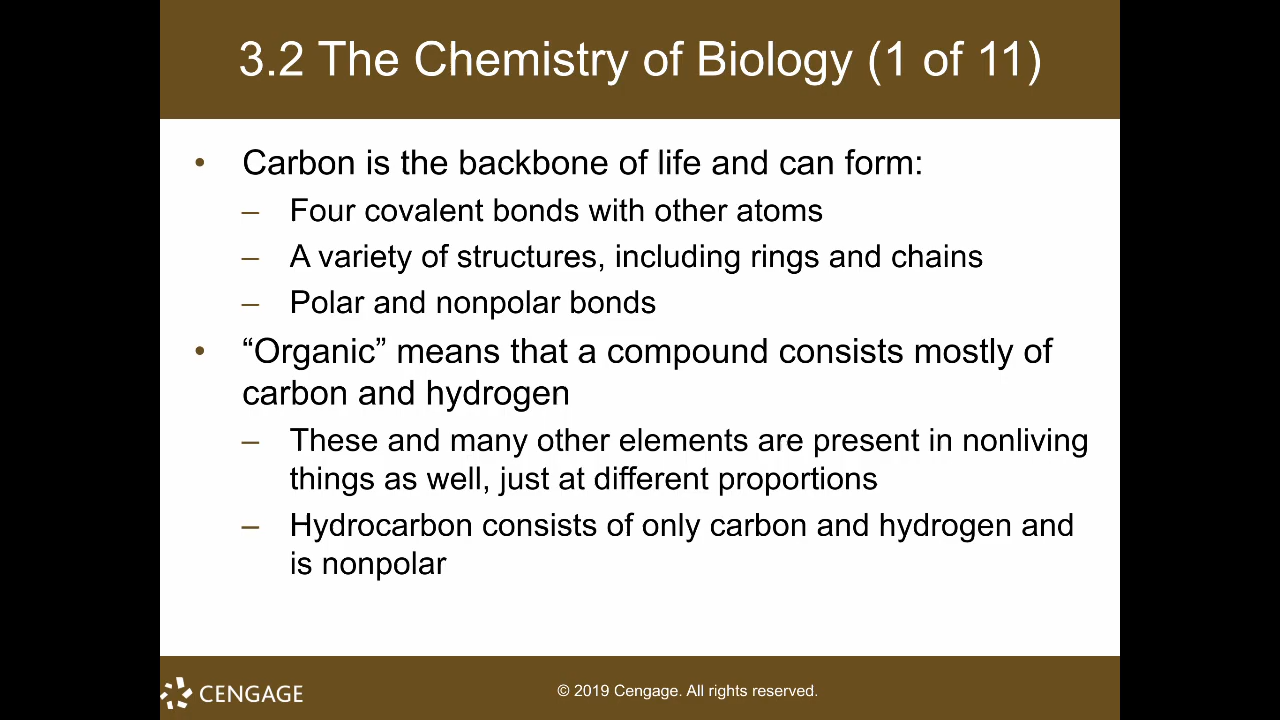 3.2 The Chemistry of Biology (1 of 11)
• Carbon is the backbone of life and can form:
– Four covalent bonds with other atoms
– A variety of structures, including rings and chains
– Polar and nonpolar bonds
• “Organic” means that a compound consists mostly of
carbon and hydrogen
– These and many other elements are present in nonliving
things as well, just at different proportions
– Hydrocarbon consists of only carbon and hydrogen and
is nonpolar
CENGAGE
© 2019 Cengage. All rights reserved.